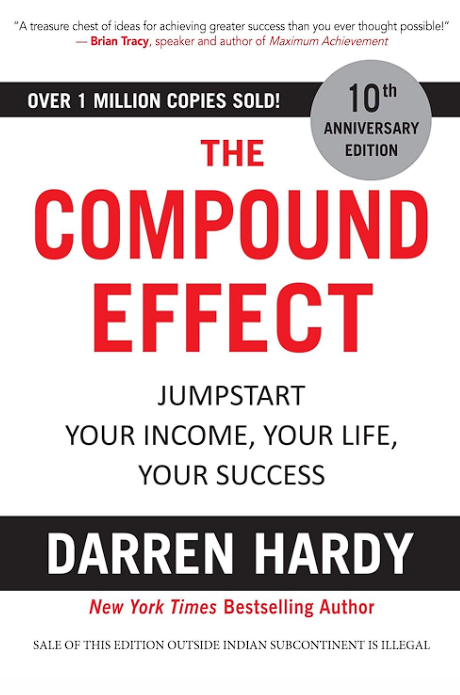 “A treasure chest of ideas for achieving greater success than you ever thought possible!”
— Brian Tracy, speaker and author of Maximum Achievement
OVER 1 MILLION COPIES SOLD!
10th
ANNIVERSARY
EDITION
THE
COMPOUND
EFFECT
JUMPSTART
YOUR INCOME, YOUR LIFE,
YOUR SUCCESS
DARREN HARDY
New York Times Bestselling Author
SALE OF THIS EDITION OUTSIDE INDIAN SUBCONTINENT IS ILLEGAL